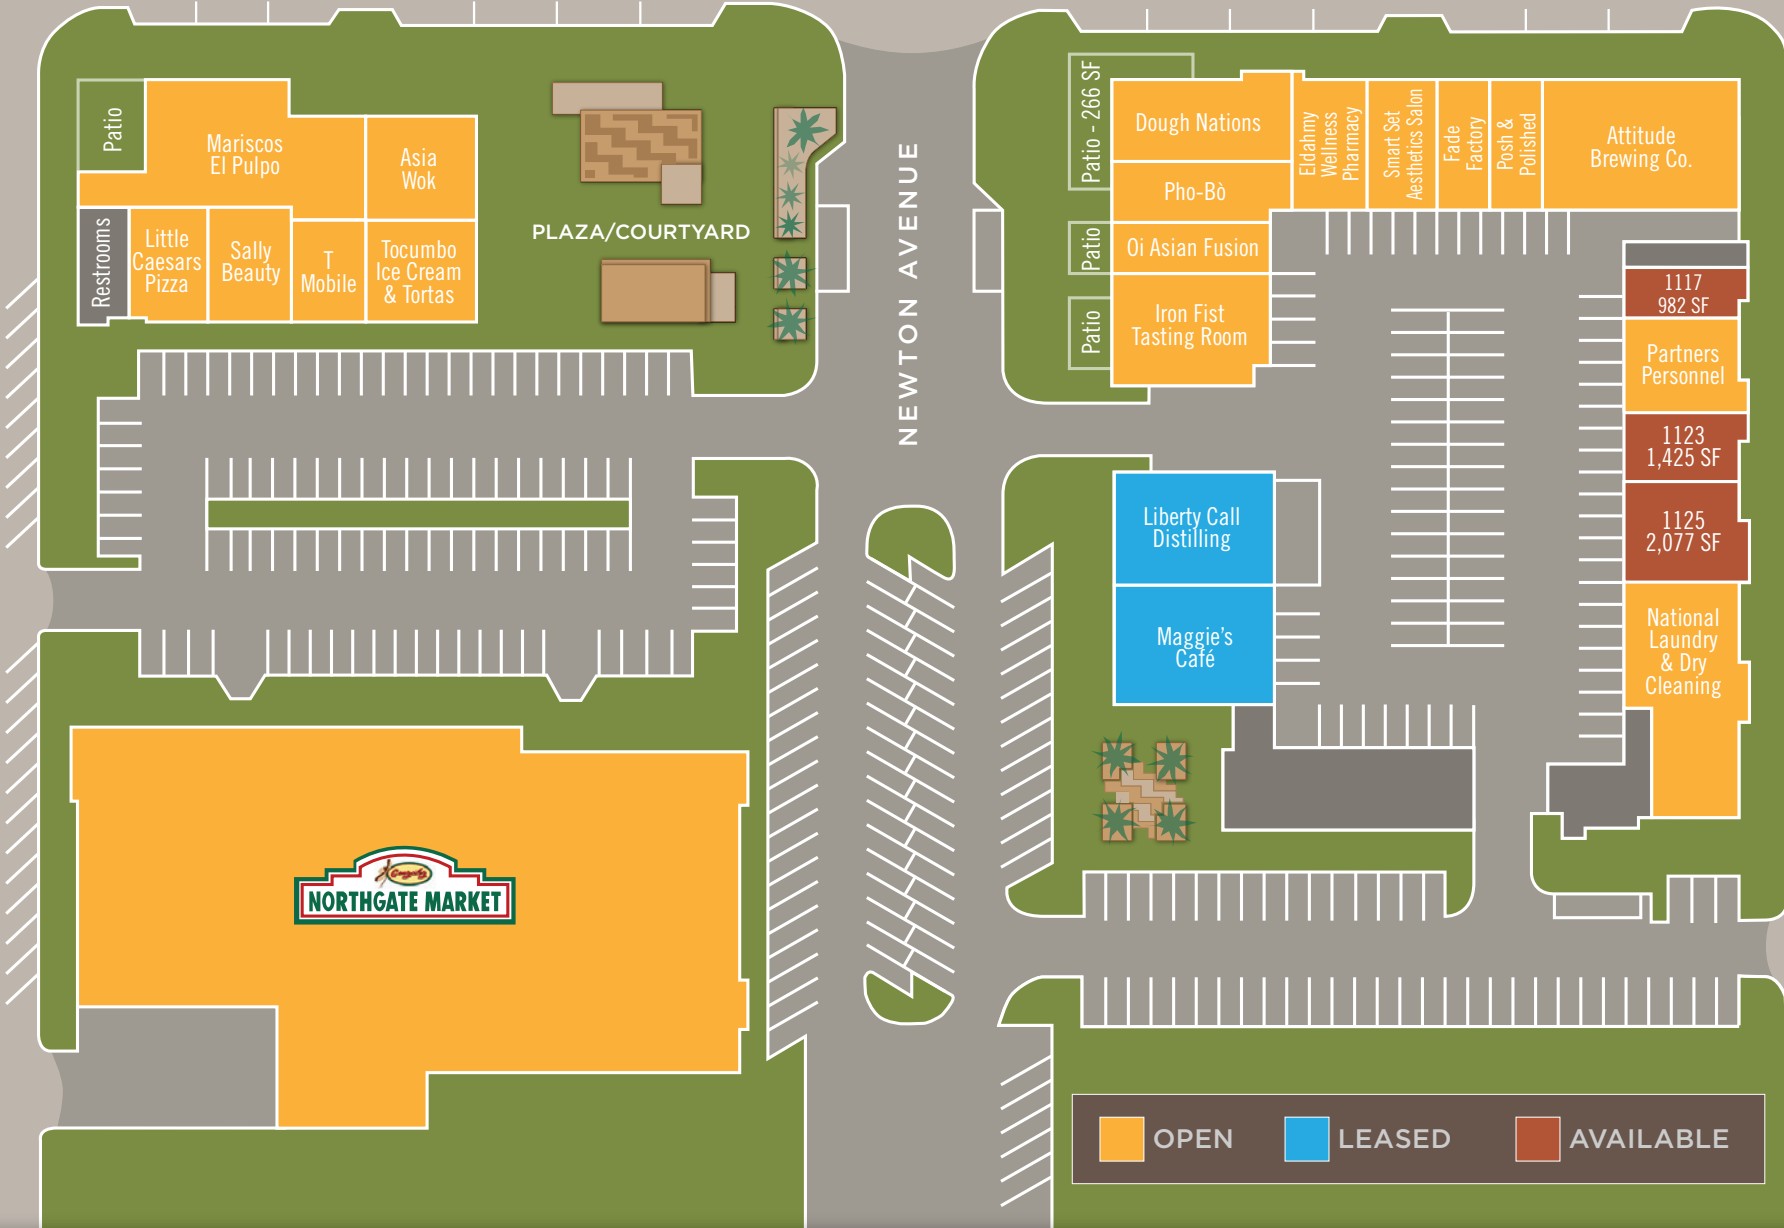 Patio
Mariscos
El Pulpo
Asia
Wok
Restrooms
Little
Caesars
Pizza
Sally
Beauty
T
Mobile
Tocumbo
Ice Cream
& Tortas
PLAZA/COURTYARD
NEWTON AVENUE
Patio - 266 SF
Dough Nations
Pho-Bò
Patio
Oi Asian Fusion
Patio
Iron Fist
Tasting Room
Eldahmy
Wellness
Pharmacy
Smart Set
Aesthetics Salon
Fade
Factory
Posh &
Polished
Attitude
Brewing Co.
1117
982 SF
Partners
Personnel
1123
1,425 SF
1125
2,077 SF
National
Laundry
& Dry
Cleaning
Liberty Call
Distilling
Maggie's
Café
Gonzalez
NORTHGATE MARKET
OPEN
LEASED
AVAILABLE